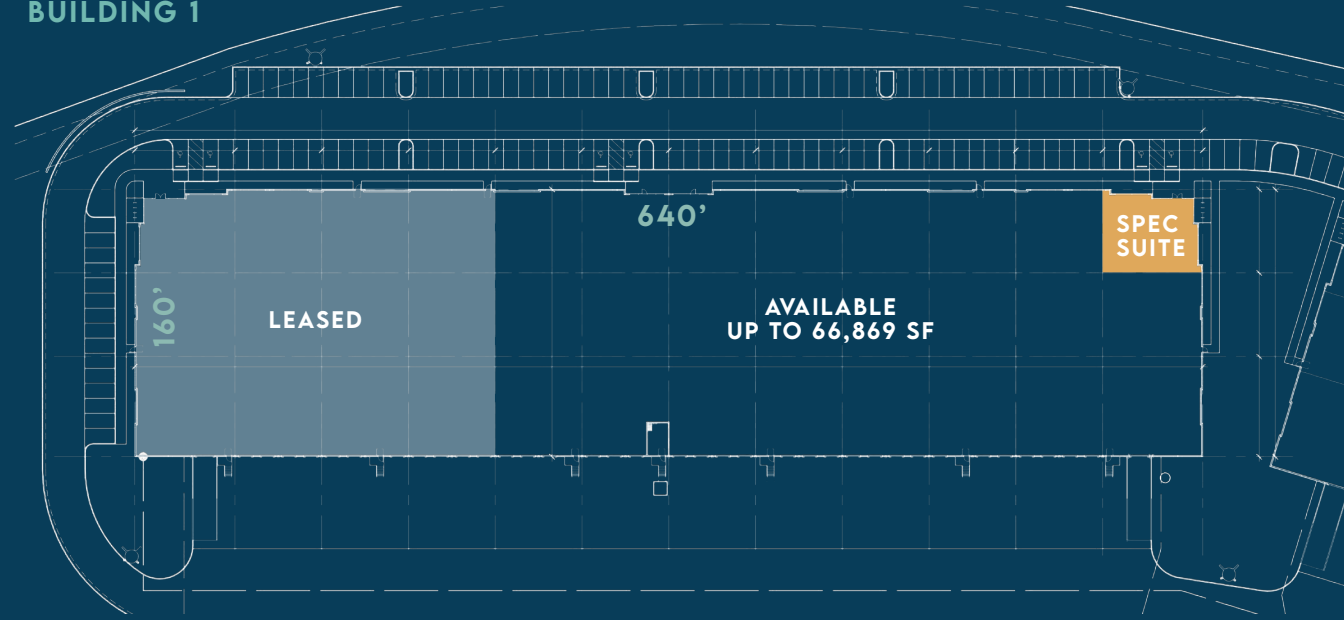 BUILDING 1
640’
SPEC
SUITE
160’
LEASED
AVAILABLE
UP TO 66,869 SF